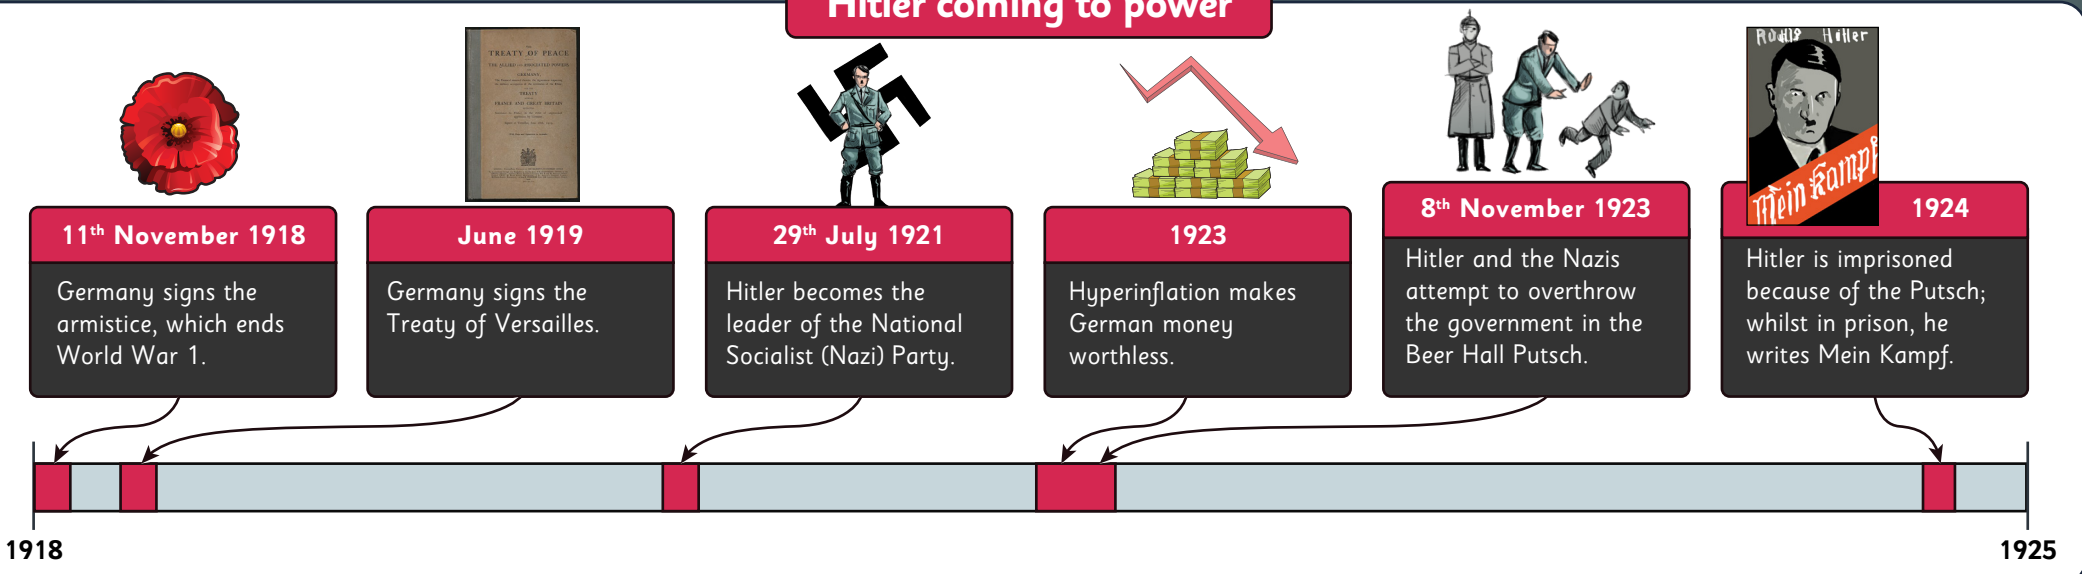 Hitler coming to power
TREATY OF PEACE
11th November 1918
Germany signs the
armistice, which ends
World War 1.
June 1919
Germany signs the
Treaty of Versailles.
29th July 1921
Hitler becomes the
leader of the National
Socialist (Nazi) Party.
1923
Hyperinflation makes
German money
worthless.
8th November 1923
Hitler and the Nazis
attempt to overthrow
the government in the
Beer Hall Putsch.
Hitler
Mein Kampf
1924
Hitler is imprisoned
because of the Putsch;
whilst in prison, he
writes Mein Kampf.
1918
1925